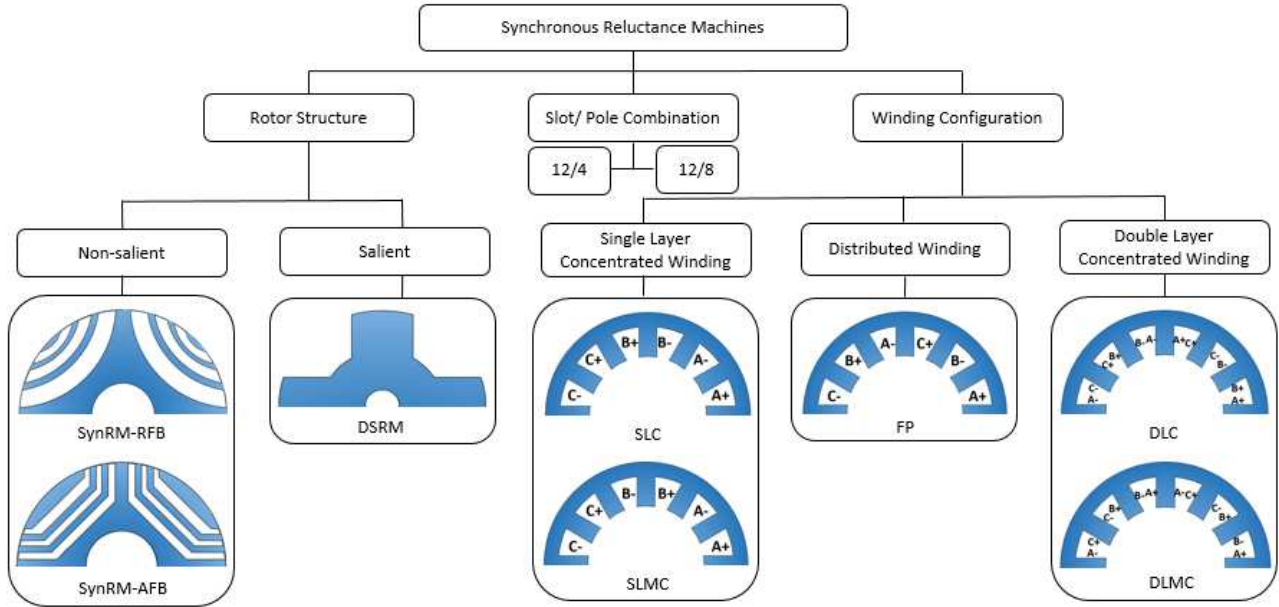 Synchronous Reluctance Machines
Rotor Structure
Slot/ Pole Combination
Winding Configuration
12/4
12/8
Non-salient
Salient
Single Layer
Concentrated Winding
Distributed Winding
Double Layer
Concentrated Winding
SynRM-RFB
SynRM-AFB
DSRM
C-
C+
B+
B-
A-
A+
SLC
C-
C+
B-
B+
A-
A+
SLMC
C-
B+
A-
C+
B-
A+
FP
A-
C-
C+
B+
B-
A-
A+
C+
C-
B-
B+
A+
DLC
A-
C+
C-
B+
B-
A+
A-
C+
C-
B+
B-
A+
DLMC